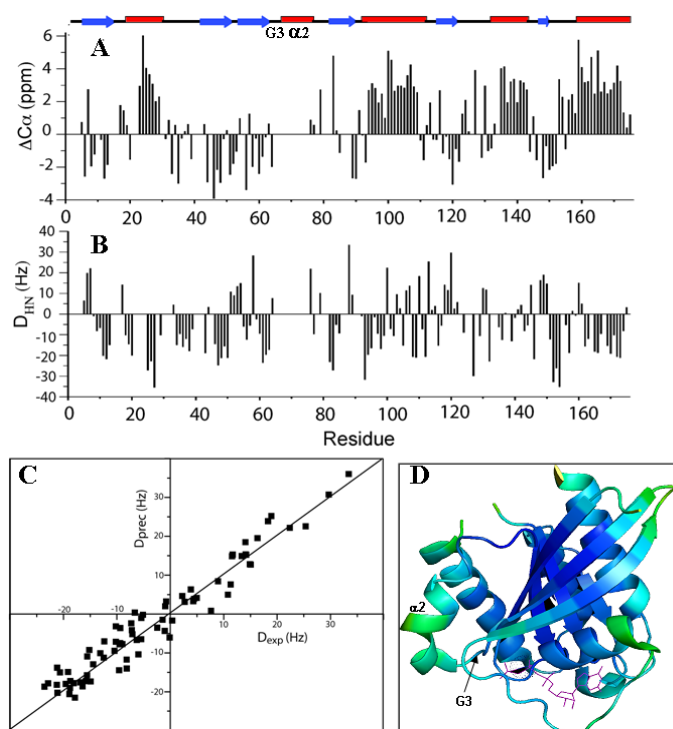 G3 α2
A
ΔCα (ppm)
6
4
2
0
-2
-4
0 20 40 60 80 100 120 140 160
B
D_HN (Hz)
40
30
20
10
0
-10
-20
-30
-40
0 20 40 60 80 100 120 140 160
Residue
C
Dprec (Hz)
30
20
10
-20 -10
10 20 30
D_exp (Hz)
-10
-20
D
α2
G3